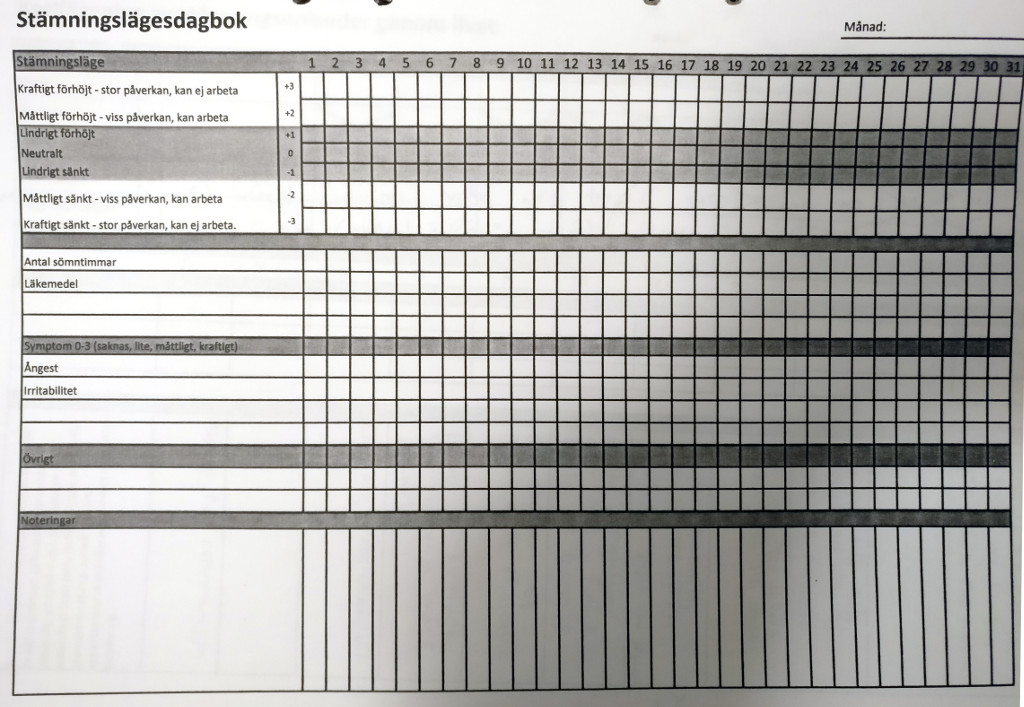 Stämningslägesdagbok
Månad:
Stämningsläge 1 2 3 4 5 6 7 8 9 10 11 12 13 14 15 16 17 18 19 20 21 22 23 24 25 26 27 28 29 30 31
Kraftigt förhöjt - stor påverkan, kan ej arbeta +3
Måttligt förhöjt - viss påverkan, kan arbeta +2
Lindrigt förhöjt +1
Neutralt 0
Lindrigt sänkt -1
Måttligt sänkt - viss påverkan, kan arbeta -2
Kraftigt sänkt - stor påverkan, kan ej arbeta. -3
Antal sömntimmar
Läkemedel
Symptom 0-3 (saknas, lite, måttligt, kraftigt)
Ångest
Irritabilitet
Övrigt
Noteringar